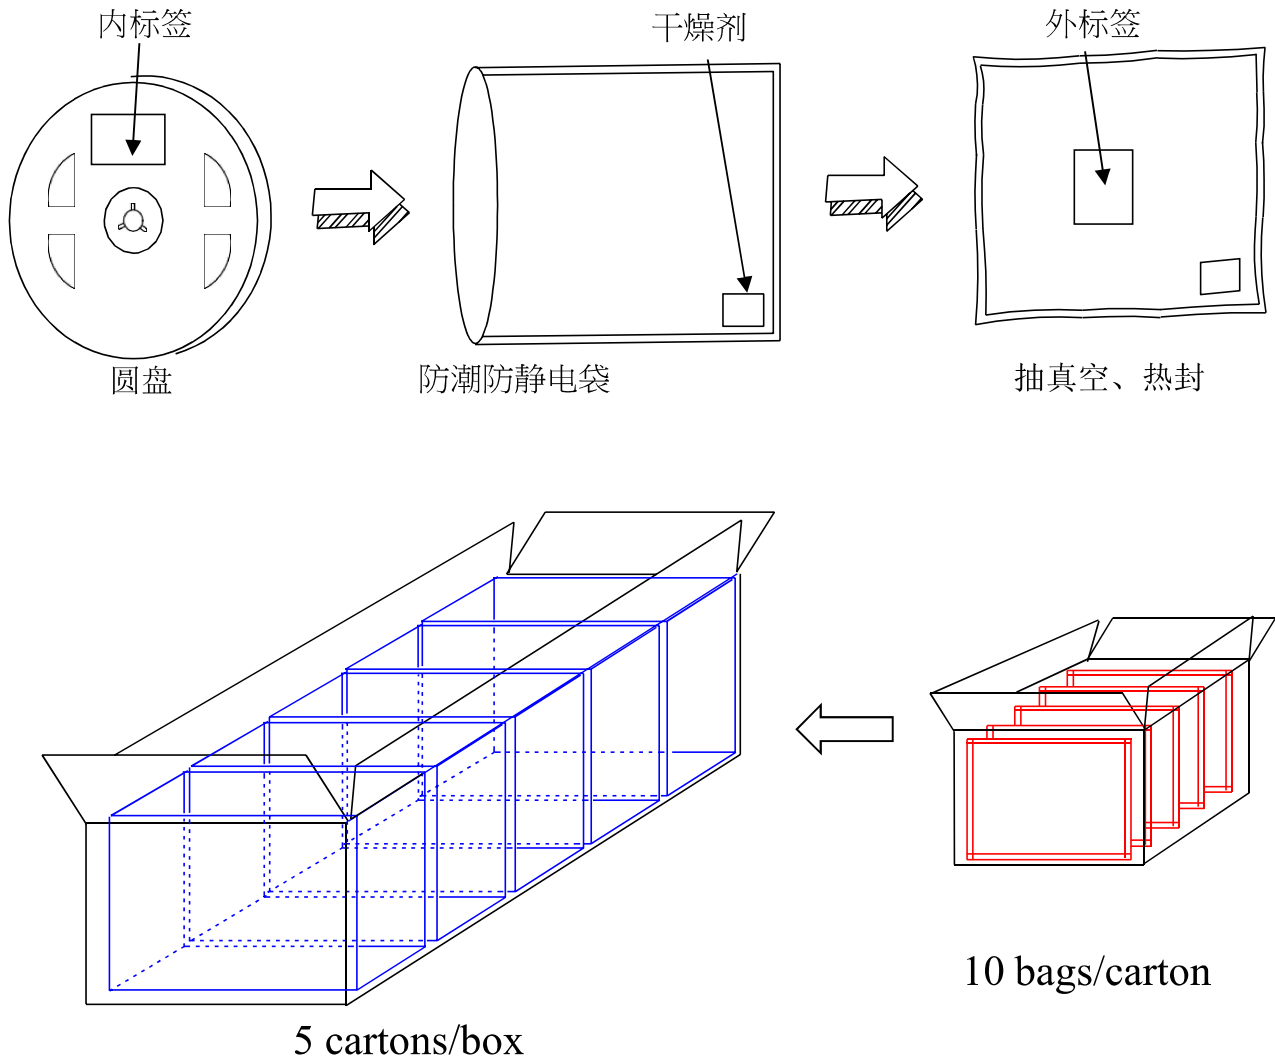 内标签
干燥剂
外标签
圆盘
防潮防静电袋
抽真空、热封
10 bags/carton
5 cartons/box